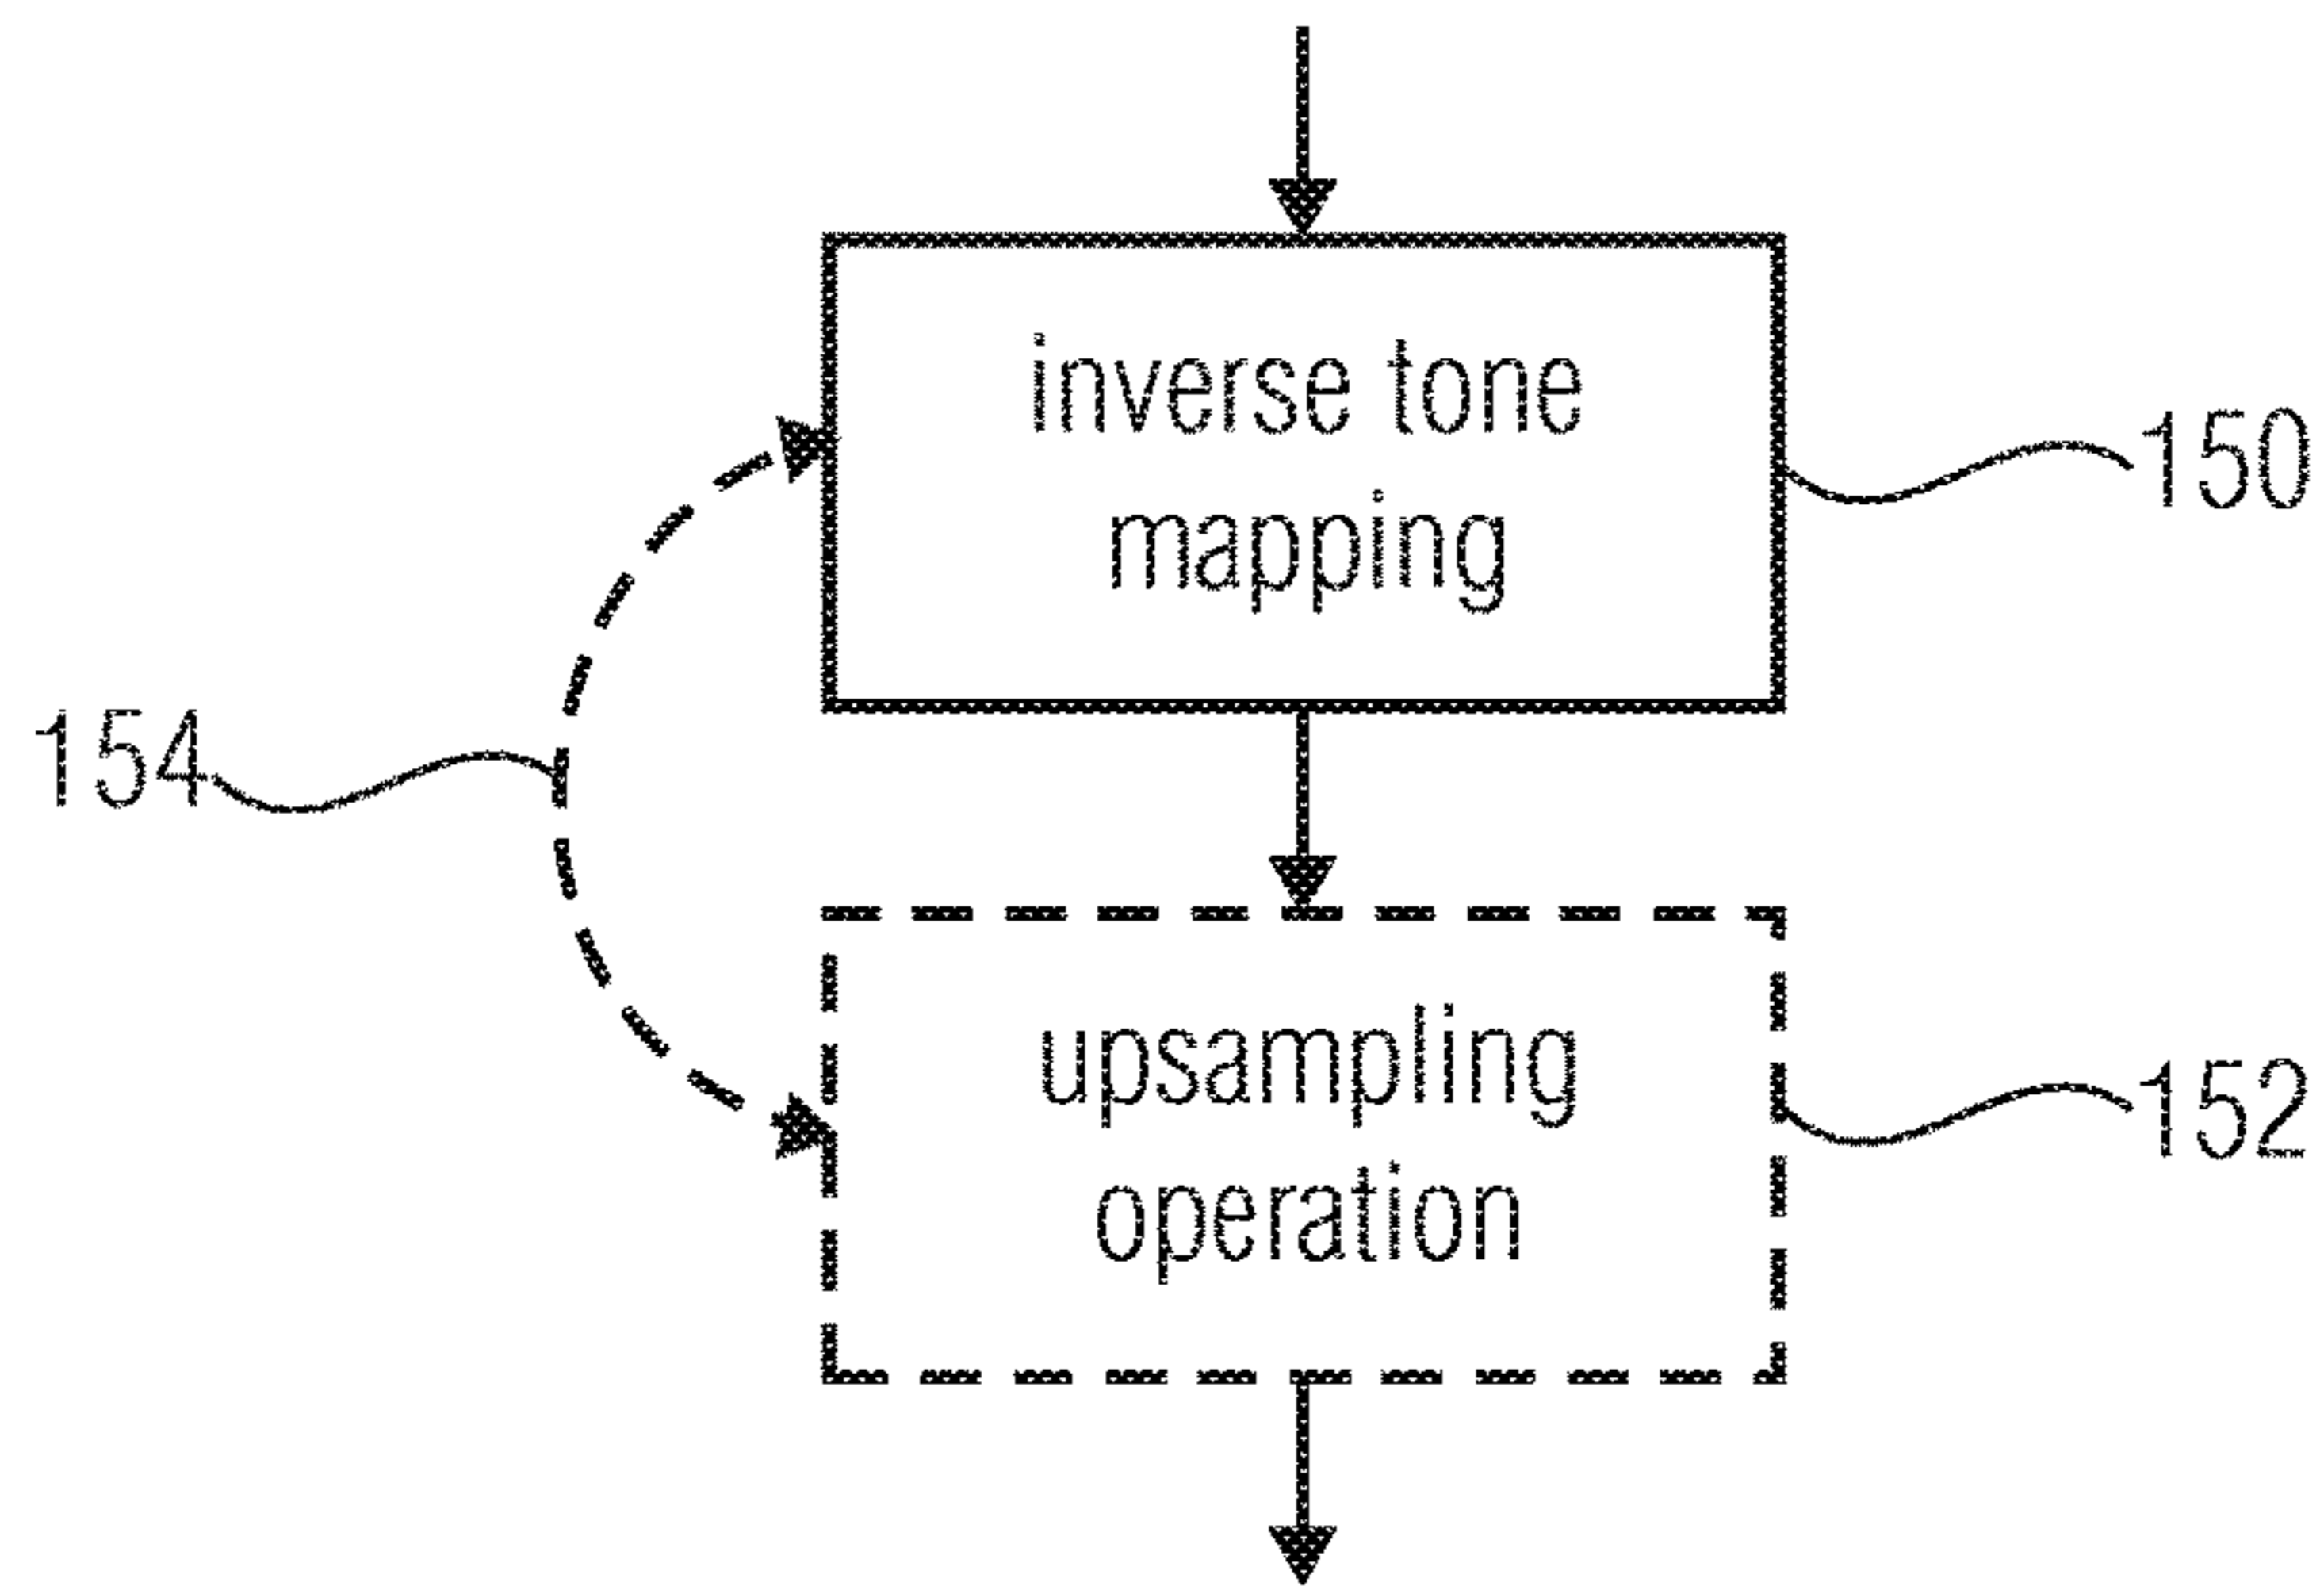 inverse tone
mapping
150
154
upsampling
operation
152